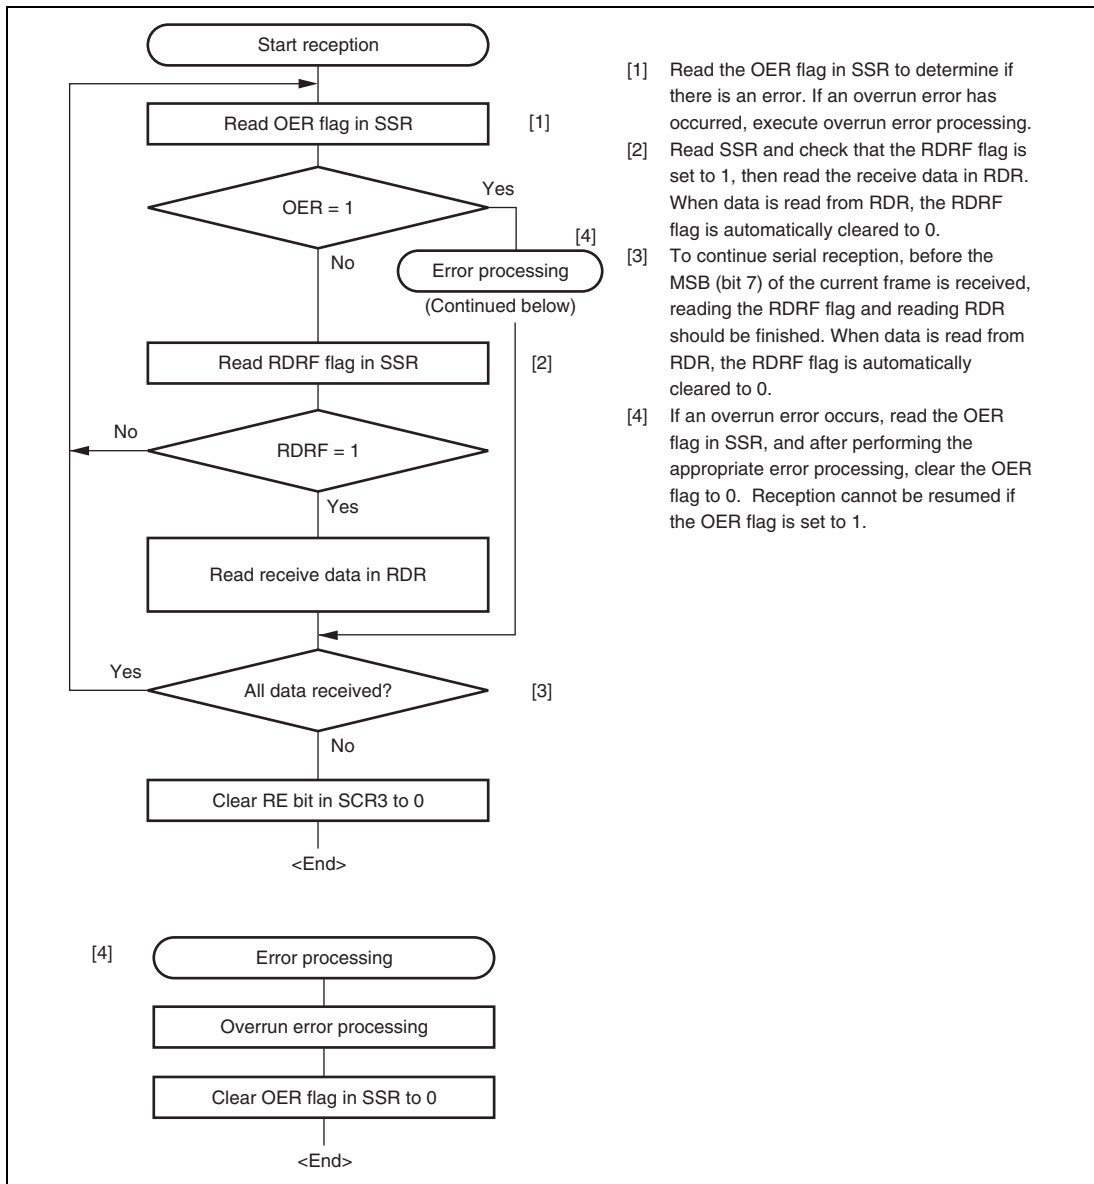 Start reception
Read OER flag in SSR
[1]
OER = 1
Yes
No
[4]
Error processing
(Continued below)
Read RDRF flag in SSR
[2]
No
RDRF = 1
Yes
Read receive data in RDR
Yes
All data received?
[3]
No
Clear RE bit in SCR3 to 0
<End>
[4]
Error processing
Overrun error processing
Clear OER flag in SSR to 0
<End>
[1] Read the OER flag in SSR to determine if
there is an error. If an overrun error has
occurred, execute overrun error processing.
[2] Read SSR and check that the RDRF flag is
set to 1, then read the receive data in RDR.
When data is read from RDR, the RDRF
flag is automatically cleared to 0.
[3] To continue serial reception, before the
MSB (bit 7) of the current frame is received,
reading the RDRF flag and reading RDR
should be finished. When data is read from
RDR, the RDRF flag is automatically
cleared to 0.
[4] If an overrun error occurs, read the OER
flag in SSR, and after performing the
appropriate error processing, clear the OER
flag to 0. Reception cannot be resumed if
the OER flag is set to 1.